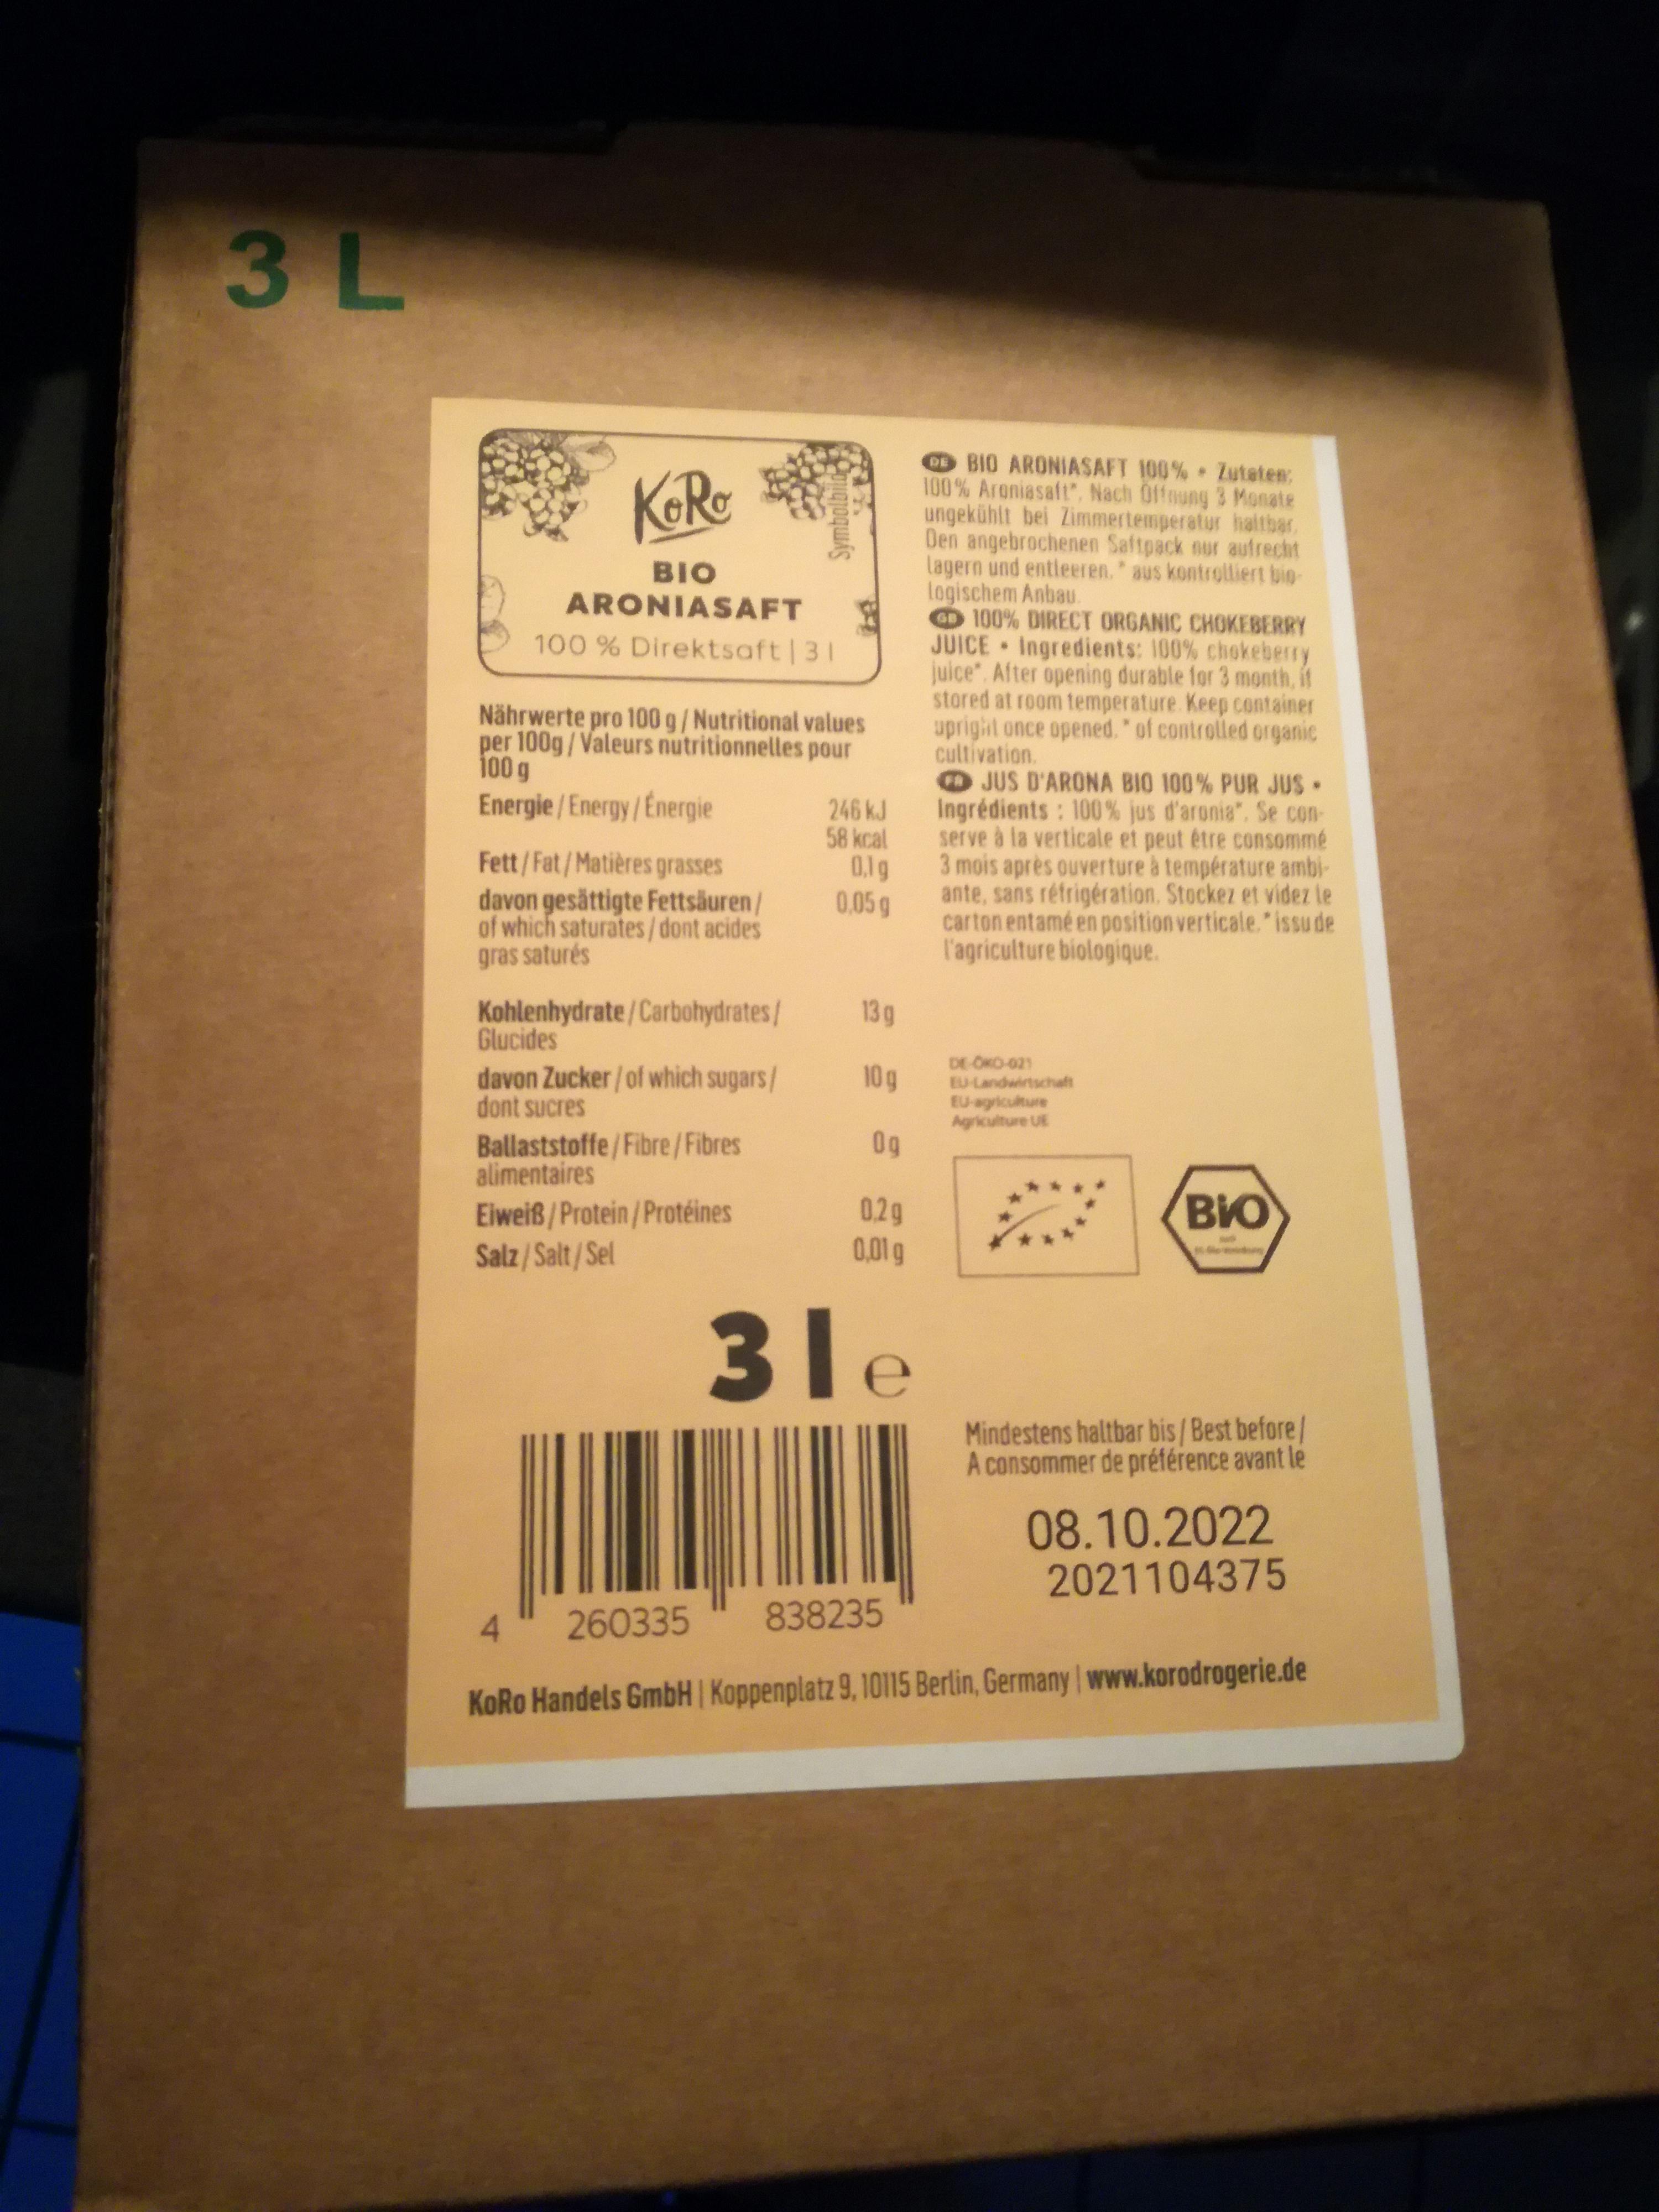 3 L
KoRo
Symbolbild
BIO
ARONIASAFT
100 % Direktsaft | 3 l
Nährwerte pro 100 g / Nutritional values
per 100g / Valeurs nutritionnelles pour
100 g
Energie / Energy / Énergie 246 kJ
58 kcal
Fett / Fat / Matières grasses 0,1 g
davon gesättigte Fettsäuren / 0,05 g
of which saturates / dont acides
gras saturés
Kohlenhydrate / Carbohydrates / 13 g
Glucides
davon Zucker / of which sugars / 10 g
dont sucres
Ballaststoffe / Fibre / Fibres 0 g
alimentaires
Eiweiß / Protein / Protéines 0,2 g
Salz / Salt / Sel 0,01 g
3 l e
4 260335 838235
DE BIO ARONIASAFT 100% • Zutaten:
100% Aroniasaft*. Nach Öffnung 3 Monate
ungekühlt bei Zimmertemperatur haltbar.
Den angebrochenen Saftpack nur aufrecht
lagern und entleeren. * aus kontrolliert bio-
logischem Anbau.
GB 100% DIRECT ORGANIC CHOKEBERRY
JUICE • Ingredients: 100% chokeberry
juice*. After opening durable for 3 month, if
stored at room temperature. Keep container
upright once opened. * of controlled organic
cultivation.
FR JUS D'ARONA BIO 100% PUR JUS •
Ingrédients : 100% jus d'aronia*. Se con-
serve à la verticale et peut être consommé
3 mois après ouverture à température ambi-
ante, sans réfrigération. Stockez et videz le
carton entamé en position verticale. * issu de
l'agriculture biologique.
DE-ÖKO-021
EU-Landwirtschaft
EU-agriculture
Agriculture UE
BIO
Mindestens haltbar bis / Best before /
A consommer de préférence avant le
08.10.2022
2021104375
KoRo Handels GmbH | Koppenplatz 9, 10115 Berlin, Germany | www.korodrogerie.de